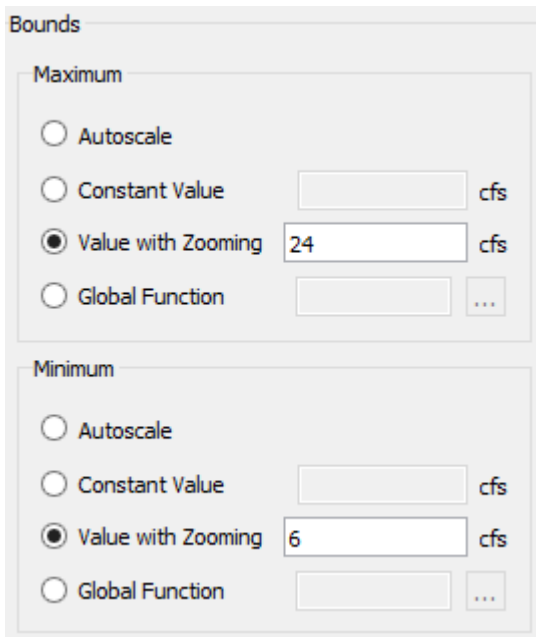 Bounds
Maximum
Autoscale
Constant Value cfs
Value with Zooming 24 cfs
Global Function ...
Minimum
Autoscale
Constant Value cfs
Value with Zooming 6 cfs
Global Function ...